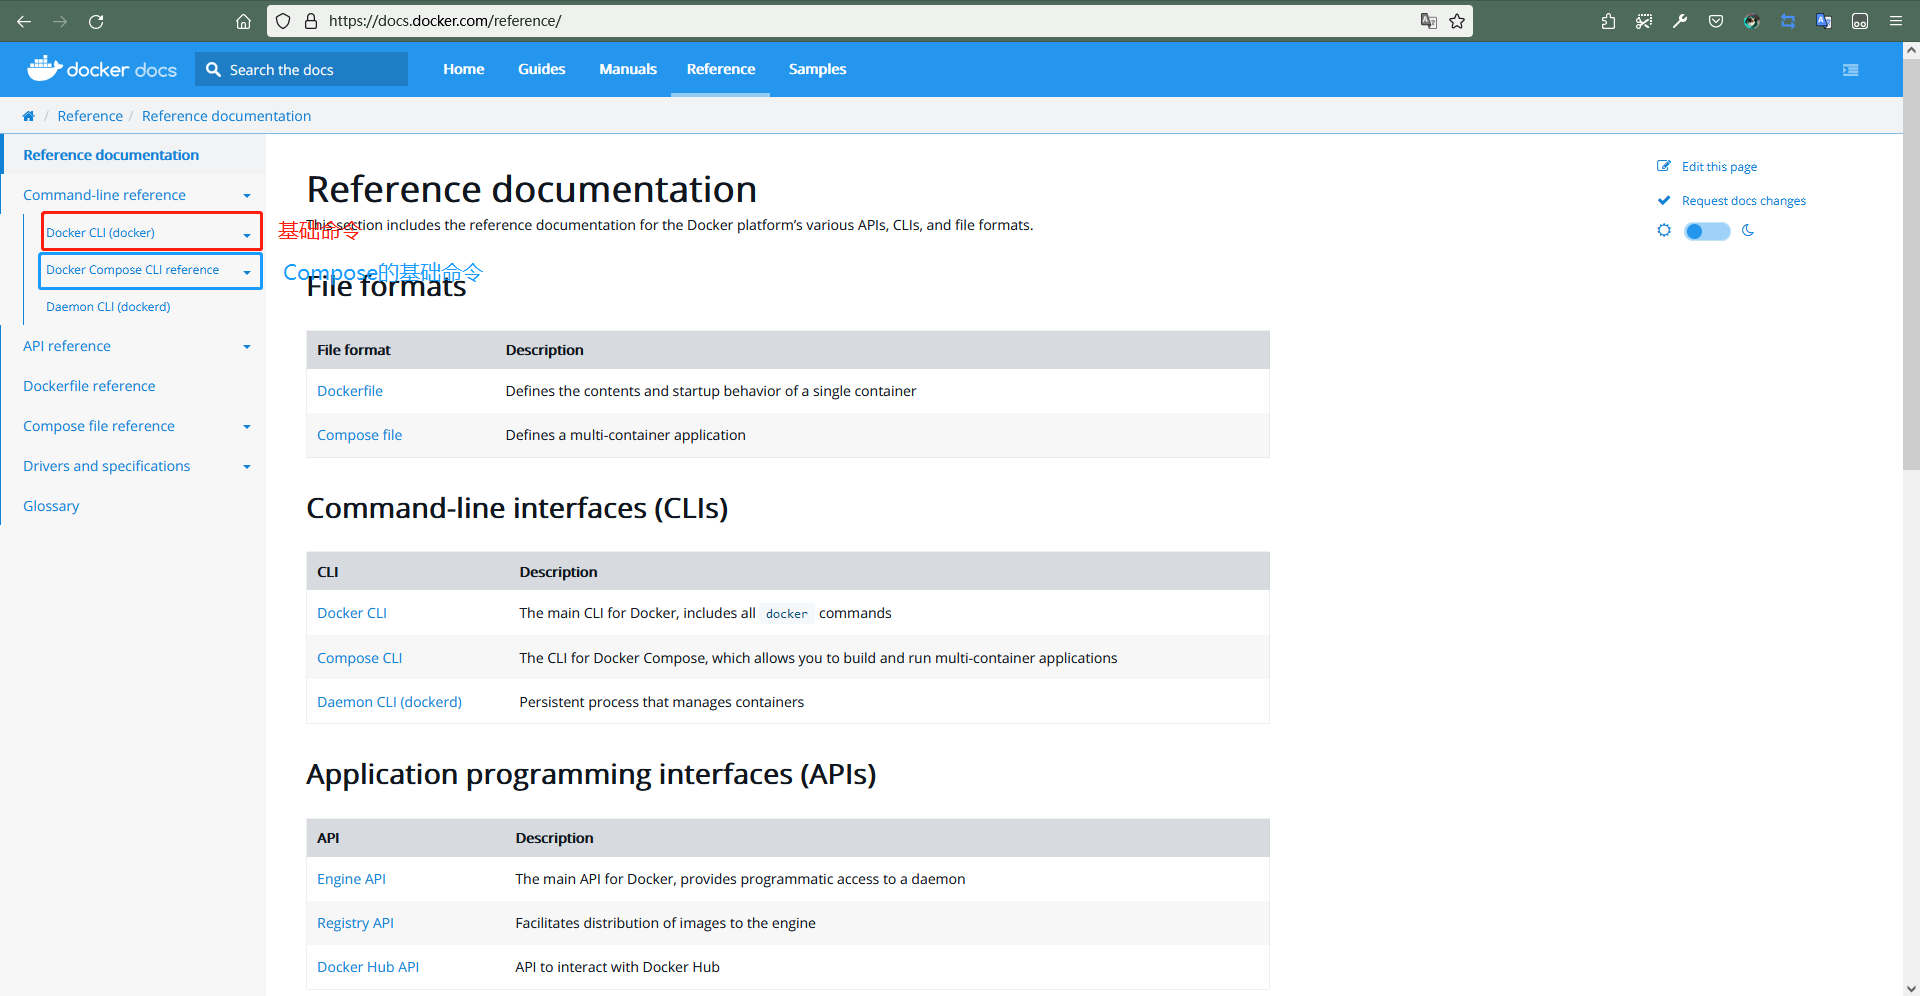 https://docs.docker.com/reference/
docker docs
Search the docs
Home
Guides
Manuals
Reference
Samples
/ Reference / Reference documentation
Reference documentation
Command-line reference
Docker CLI (docker)
Docker Compose CLI reference
Daemon CLI (dockerd)
API reference
Dockerfile reference
Compose file reference
Drivers and specifications
Glossary
基础命令
Compose的基础命令
Reference documentation
This section includes the reference documentation for the Docker platform’s various APIs, CLIs, and file formats.
File formats
File format Description
Dockerfile Defines the contents and startup behavior of a single container
Compose file Defines a multi-container application
Command-line interfaces (CLIs)
CLI Description
Docker CLI The main CLI for Docker, includes all docker commands
Compose CLI The CLI for Docker Compose, which allows you to build and run multi-container applications
Daemon CLI (dockerd) Persistent process that manages containers
Application programming interfaces (APIs)
API Description
Engine API The main API for Docker, provides programmatic access to a daemon
Registry API Facilitates distribution of images to the engine
Docker Hub API API to interact with Docker Hub
Edit this page
Request docs changes